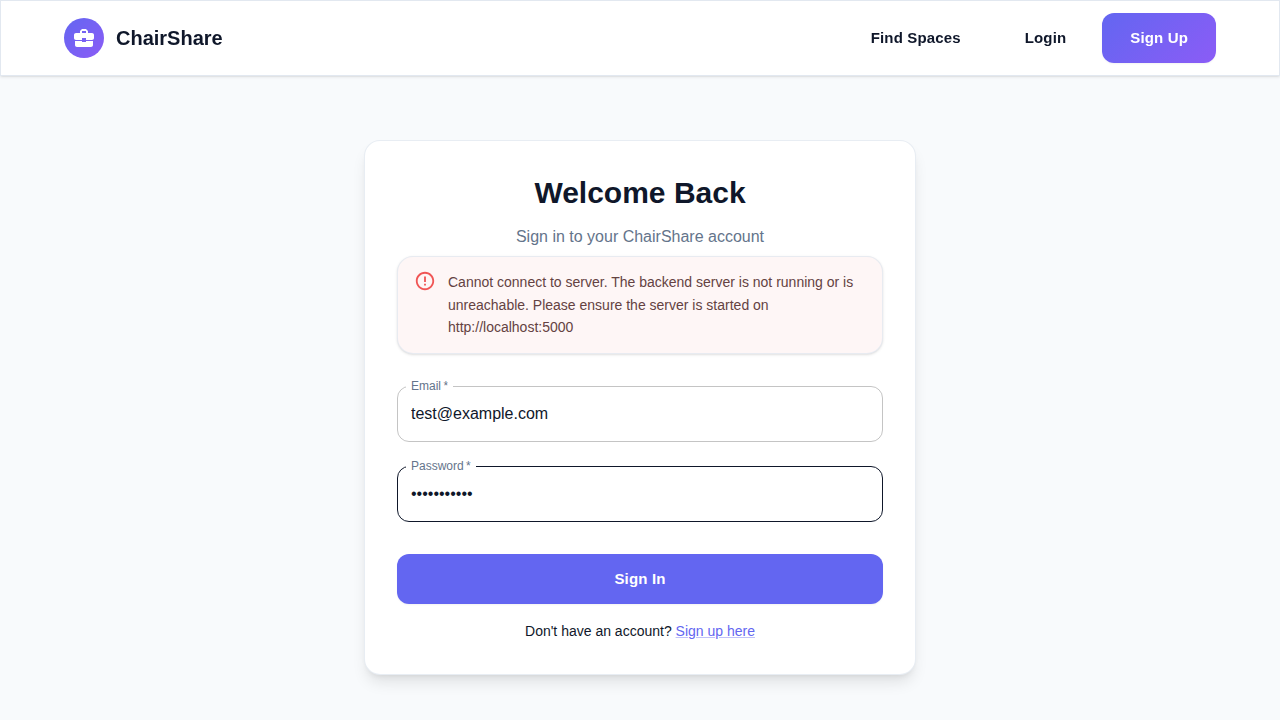 ChairShare
Find Spaces
Login
Sign Up
Welcome Back
Sign in to your ChairShare account
Cannot connect to server. The backend server is not running or is
unreachable. Please ensure the server is started on
http://localhost:5000
Email *
test@example.com
Password *
•••••••••••
Sign In
Don't have an account? Sign up here